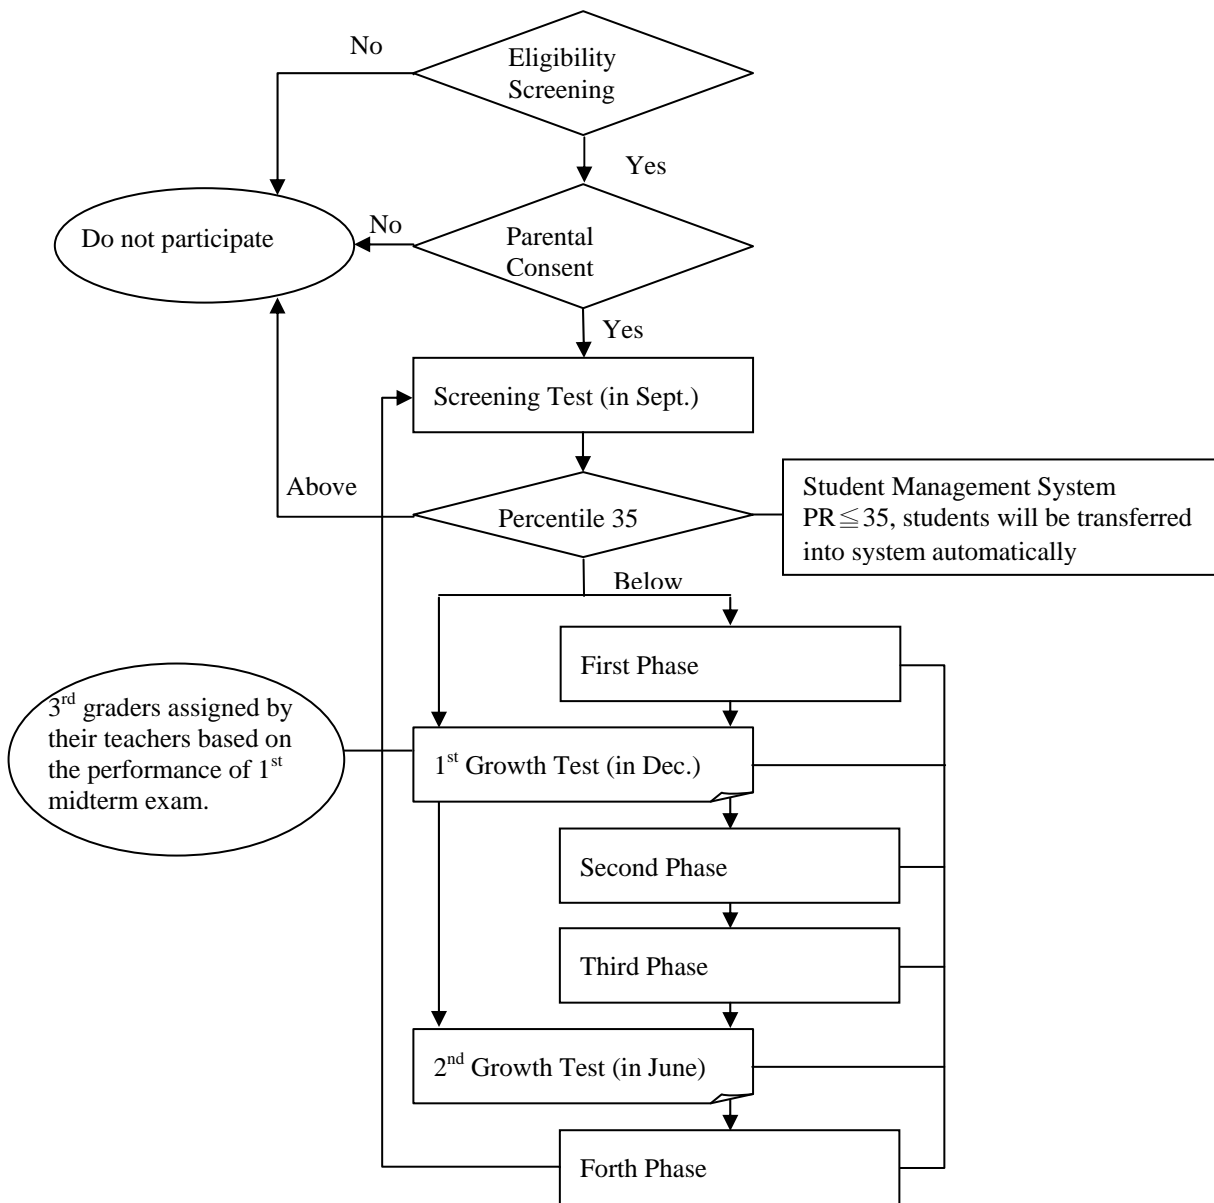 No
Eligibility
Screening
Yes
Do not participate
No
Parental
Consent
Yes
Screening Test (in Sept.)
Above
Percentile 35
Student Management System
PR≦35, students will be transferred
into system automatically
Below
First Phase
3rd graders assigned by
their teachers based on
the performance of 1st
midterm exam.
1st Growth Test (in Dec.)
Second Phase
Third Phase
2nd Growth Test (in June)
Forth Phase